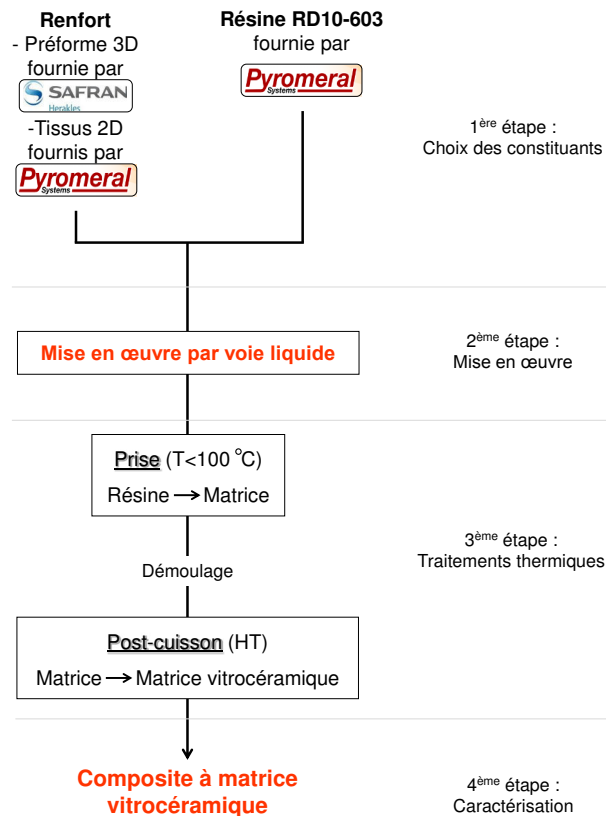 Renfort
- Préforme 3D
fournie par
SAFRAN
Herakles
-Tissus 2D
fournis par
Pyromeral
Systems
Résine RD10-603
fournie par
Pyromeral
Systems
1ère étape :
Choix des constituants
Mise en œuvre par voie liquide
2ème étape :
Mise en œuvre
Prise (T<100 °C)
Résine → Matrice
Démoulage
3ème étape :
Traitements thermiques
Post-cuisson (HT)
Matrice → Matrice vitrocéramique
Composite à matrice
vitrocéramique
4ème étape :
Caractérisation